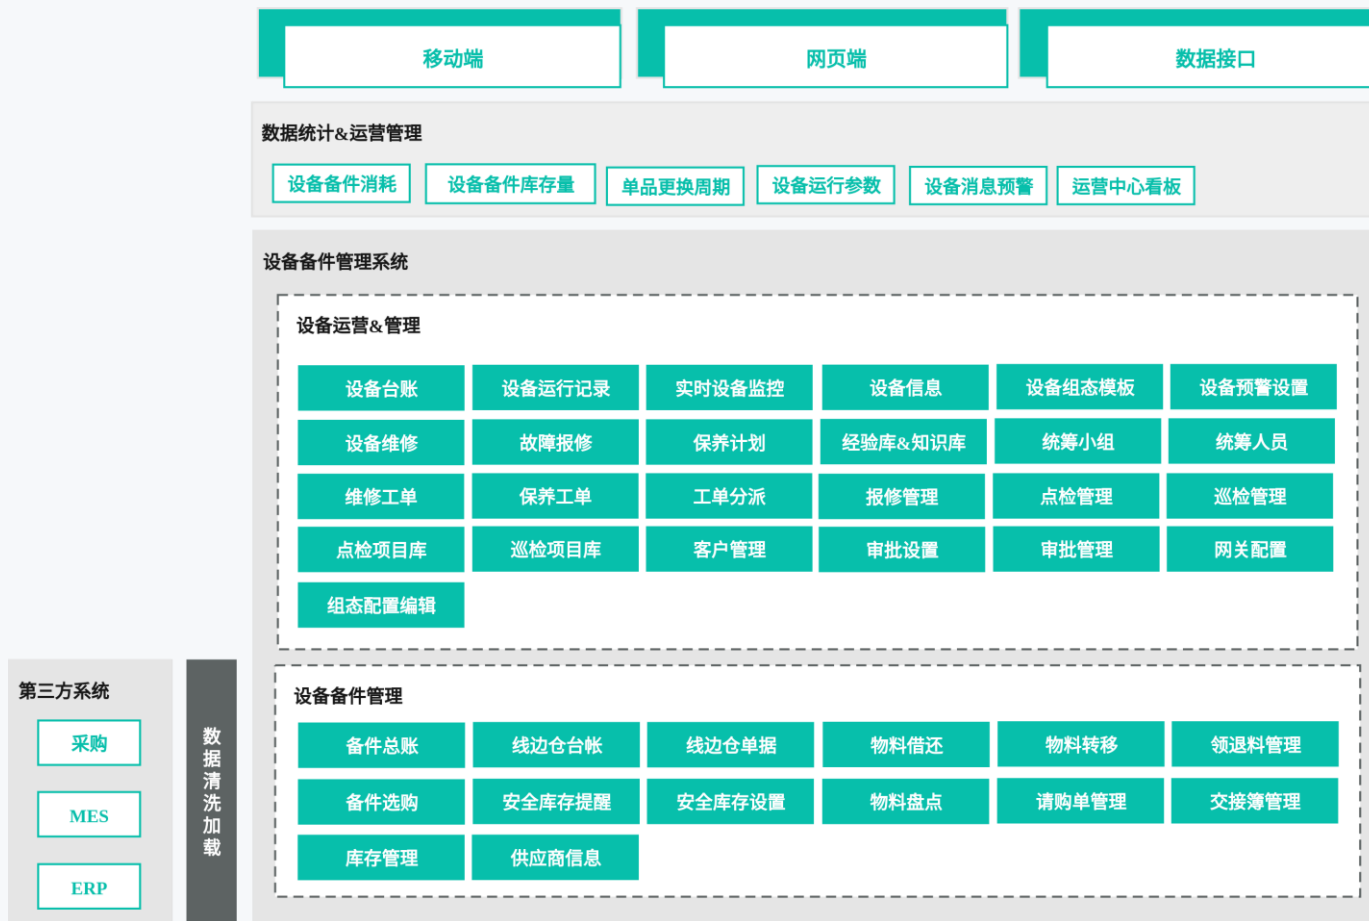 移动端
网页端
数据接口
数据统计&运营管理
设备备件消耗
设备备件库存量
单品更换周期
设备运行参数
设备消息预警
运营中心看板
设备备件管理系统
设备运营&管理
设备台账
设备运行记录
实时设备监控
设备信息
设备组态模板
设备预警设置
设备维修
故障报修
保养计划
经验库&知识库
统筹小组
统筹人员
维修工单
保养工单
工单分派
报修管理
点检管理
巡检管理
点检项目库
巡检项目库
客户管理
审批设置
审批管理
网关配置
组态配置编辑
第三方系统
采购
MES
ERP
数据清洗加载
设备备件管理
备件总账
线边仓台帐
线边仓单据
物料借还
物料转移
领退料管理
备件选购
安全库存提醒
安全库存设置
物料盘点
请购单管理
交接簿管理
库存管理
供应商信息